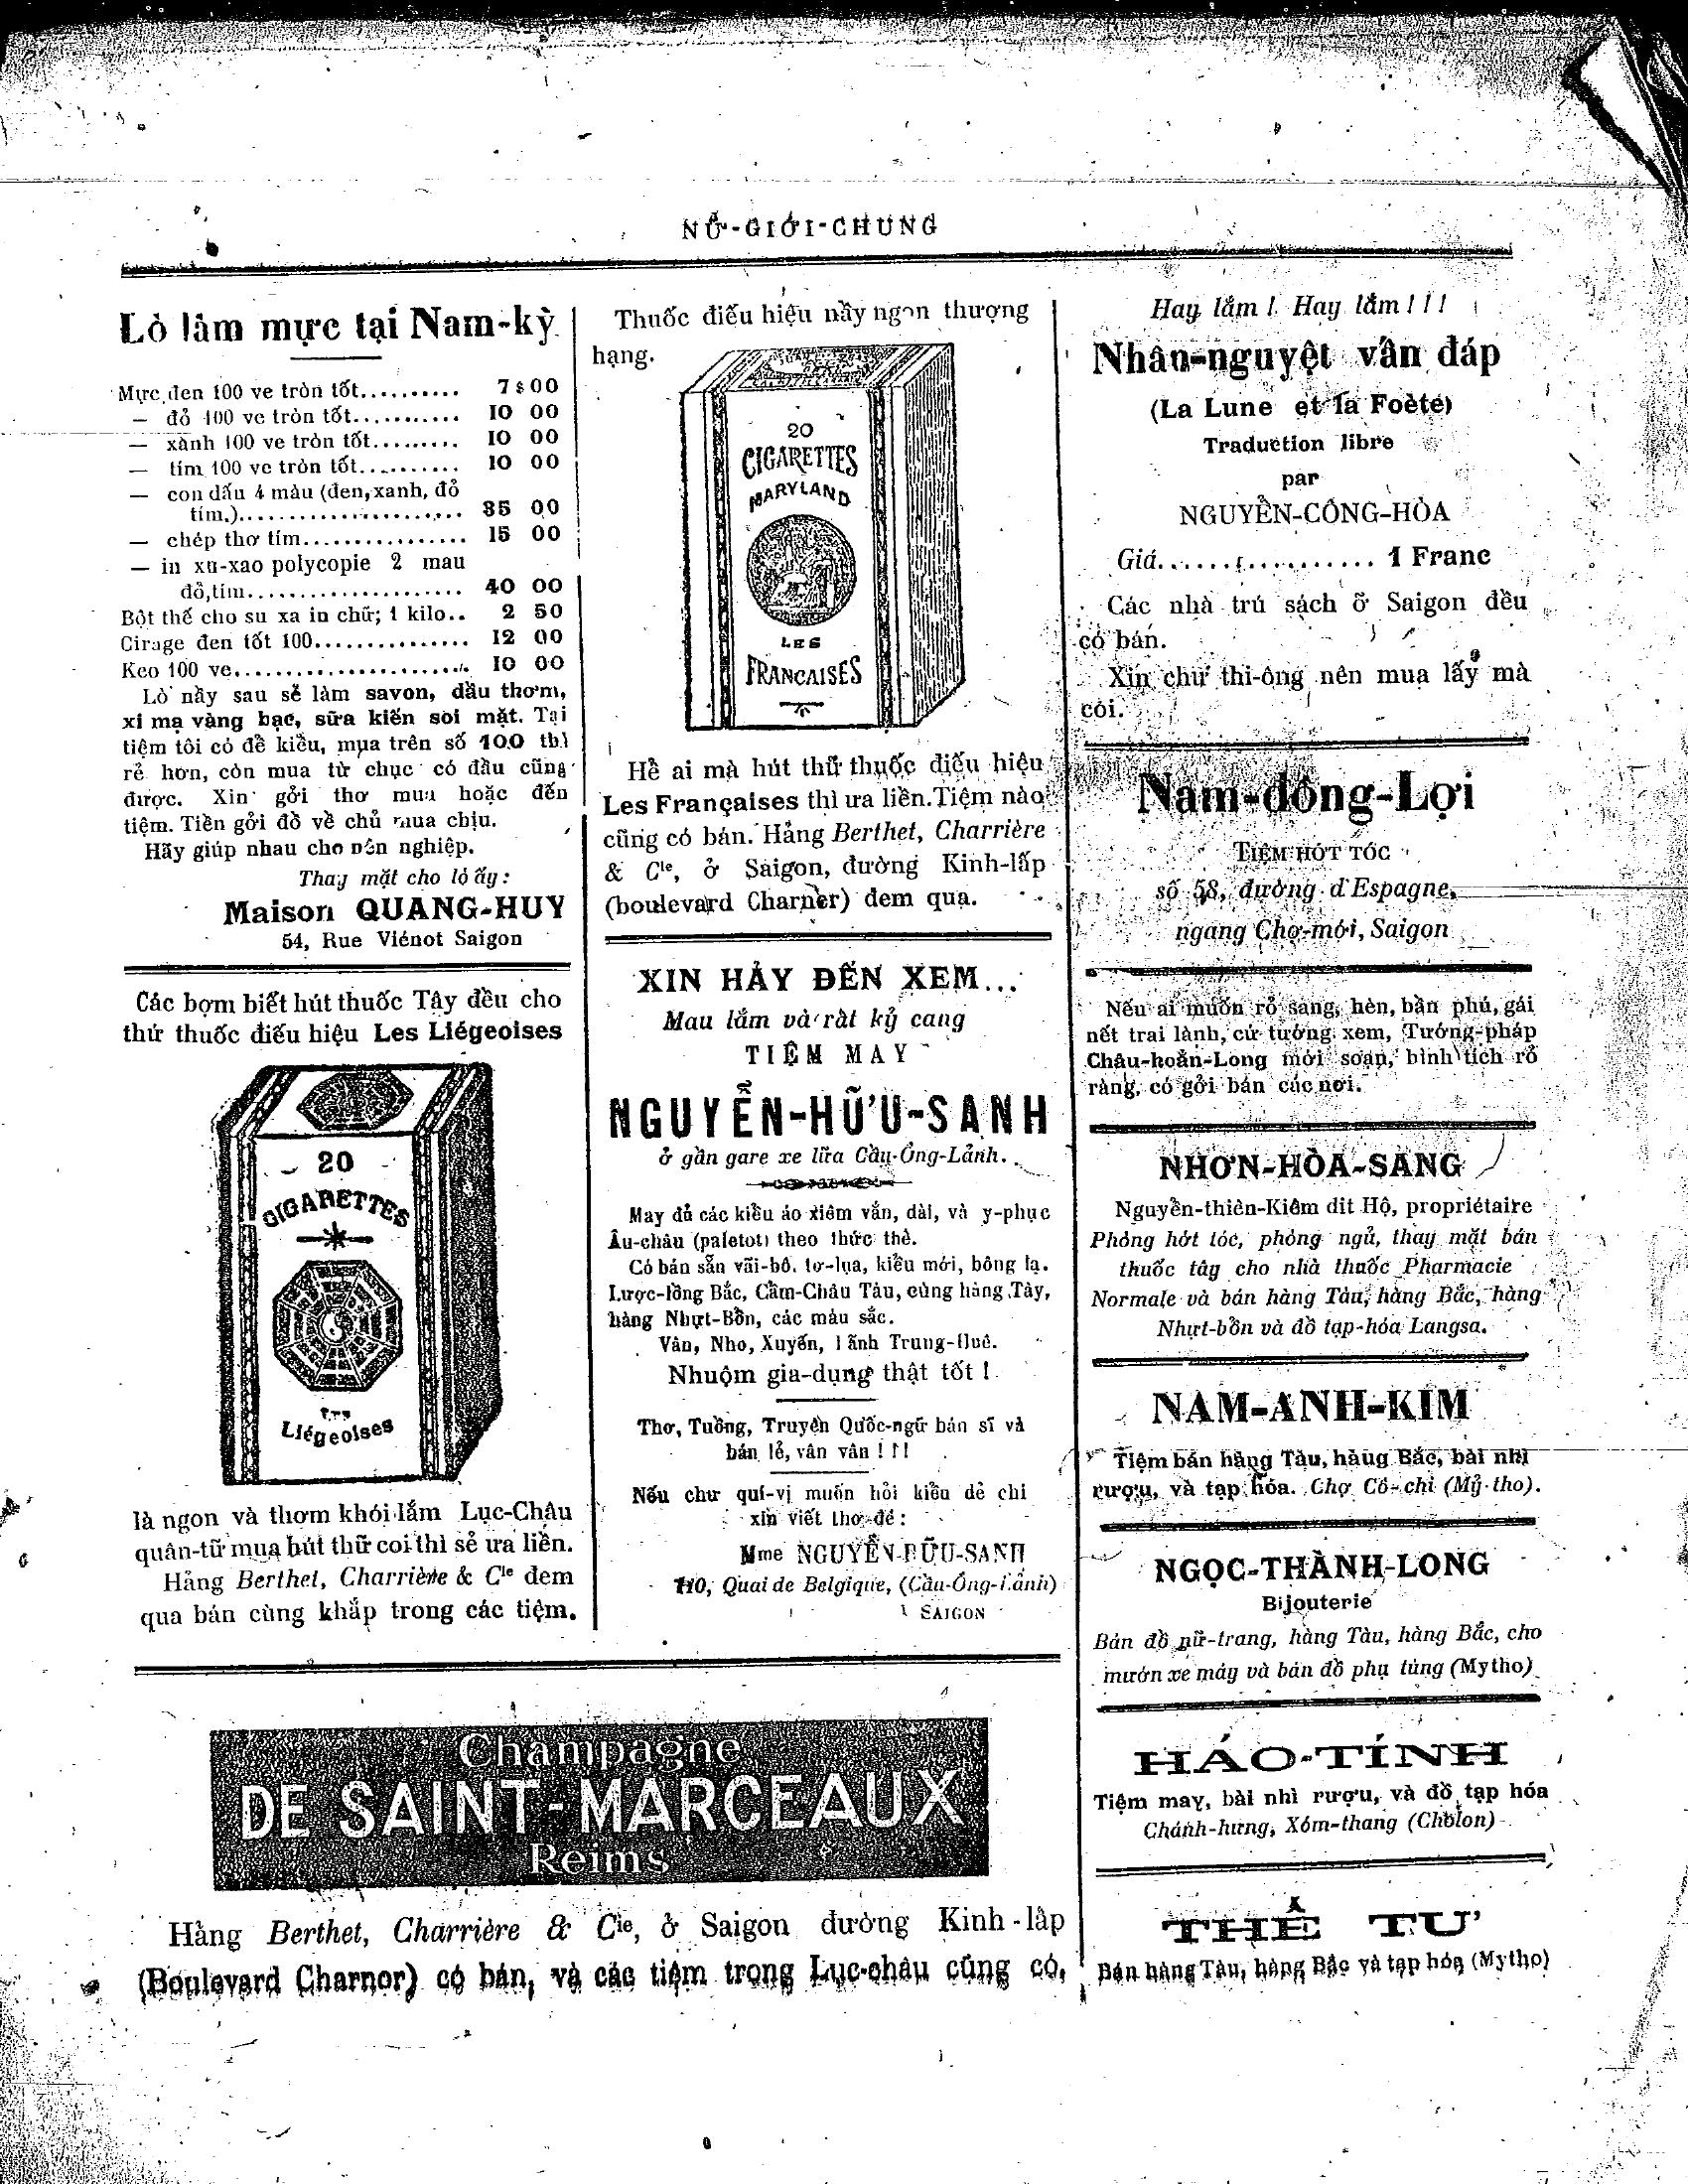 NỮ-GIỚI-CHUNG
Lò làm mực tại Nam-kỳ
Mực đen 100 ve tròn tốt.......... 7$00
— đỏ 100 ve tròn tốt........... 10 00
— xành 100 ve tròn tốt......... 10 00
— tím 100 ve tròn tốt.......... 10 00
— con dấu 4 màu (đen, xanh, đỏ
tím.)....................... 35 00
— chép thơ tím................ 15 00
— in xu-xao polycopie 2 mau
đỏ,tím...................... 40 00
Bột thế cho su xa in chữ; 1 kilo.. 2 50
Cirage đen tốt 100............... 12 00
Keo 100 ve........................ 10 00
Lò nầy sau sẽ làm savon, dầu thơm,
xi mạ vàng bạc, sữa kiến soi mặt. Tại
tiệm tôi có đề kiểu, mua trên số 100 thì
rẻ hơn, còn mua từ chục có đầu cũng
được. Xin gởi thơ mua hoặc đến
tiệm. Tiền gởi đồ về chủ mua chịu.
Hãy giúp nhau cho nên nghiệp.
Thay mặt cho lò ấy:
Maison QUANG-HUY
54, Rue Viénot Saigon
Các bợm biết hút thuốc Tây đều cho
thứ thuốc điếu hiệu Les Liégeoises
20
CIGARETTES
Les
Liégeoises
là ngon và thơm khói lắm Lục-Châu
quân-tử mua hút thữ coi thì sẻ ưa liền.
Hảng Berthet, Charrière & Cie đem
qua bán cùng khắp trong các tiệm.
Thuốc điếu hiệu nầy ngon thượng
hạng.
20
CIGARETTES
MARYLAND
LES
FRANCAISES
Hề ai mà hút thữ thuốc điếu hiệu
Les Françaises thì ưa liền. Tiệm nào
cũng có bán. Hảng Berthet, Charrière
& Cie, ở Saigon, đường Kinh-lấp
(boulevard Charner) đem qua.
XIN HẢY ĐẾN XEM...
Mau lắm và rất kỷ cang
TIỆM MAY
NGUYỄN-HỮU-SANH
ở gần gare xe lữa Cầu-Ông-Lảnh.
May đủ các kiểu áo xiêm vắn, dài, và y-phục
Âu-châu (paletot) theo thức thề.
Có bán sẵn vãi-bô, tơ-lụa, kiểu mới, bông lạ.
Lược-lồng Bắc, Cầm-Châu Tàu, cùng hàng Tây,
hàng Nhựt-Bồn, các màu sắc.
Vân, Nho, Xuyến, Lãnh Trung-Huê.
Nhuộm gia-dụng thật tốt !
Thơ, Tuồng, Truyện Quốc-ngữ bán sĩ và
bán lẻ, vân vân ! ! !
Nếu chư quí-vị muốn hỏi kiểu dê chi
xin viết thơ đề:
Mme NGUYỄN-HỮU-SANH
110, Quai de Belgique, (Cầu-Ông-Lảnh)
SAIGON
Champagne
DE SAINT-MARCEAUX
Reims
Hảng Berthet, Charrière & Cie, ở Saigon đường Kinh-lấp
(Boulevard Charner) có bán, và các tiệm trong Lục-châu cũng có.
Hay lắm ! Hay lắm ! ! !
Nhân-nguyệt vấn đáp
(La Lune et la Poète)
Traduction libre
par
NGUYỄN-CÔNG-HÒA
Giá.................... 1 Franc
Các nhà trử sách ở Saigon đều
có bán.
Xin chư thi-ông nên mua lấy mà
coi.
Nam-đồng-Lợi
TIỆM HỚT TÓC
số 58, đường d'Espagne,
ngang Chợ-mới, Saigon
Nếu ai muốn rỏ sang, hèn, bần phú, gái
nết trai lành, cứ tướng xem, Tướng-pháp
Châu-hoằn-Long mới soạn, bình tích rỏ
ràng, có gởi bán các nơi.
NHƠN-HÒA-SANG
Nguyễn-thiên-Kiêm dit Hộ, propriétaire
Phòng hớt tóc, phòng ngủ, thay mặt bán
thuốc tây cho nhà thuốc Pharmacie
Normale và bán hàng Tàu, hàng Bắc, hàng
Nhựt-bồn và đồ tạp-hóa Langsa.
NAM-ANH-KIM
Tiệm bán hàng Tàu, hàng Bắc, bài nhì
rượu, và tạp hóa. Chợ Cô-chi (Mỹ-tho).
NGỌC-THÀNH-LONG
Bijouterie
Bán đồ nữ-trang, hàng Tàu, hàng Bắc, cho
mướn xe máy và bán đồ phụ tùng (Mytho)
HÁO-TÍNH
Tiệm may, bài nhì rượu, và đồ tạp hóa
Chánh-hưng, Xóm-thang (Cholon)
THẾ TƯ
Bán hàng Tàu, hàng Bắc và tạp hóa (Mytho)